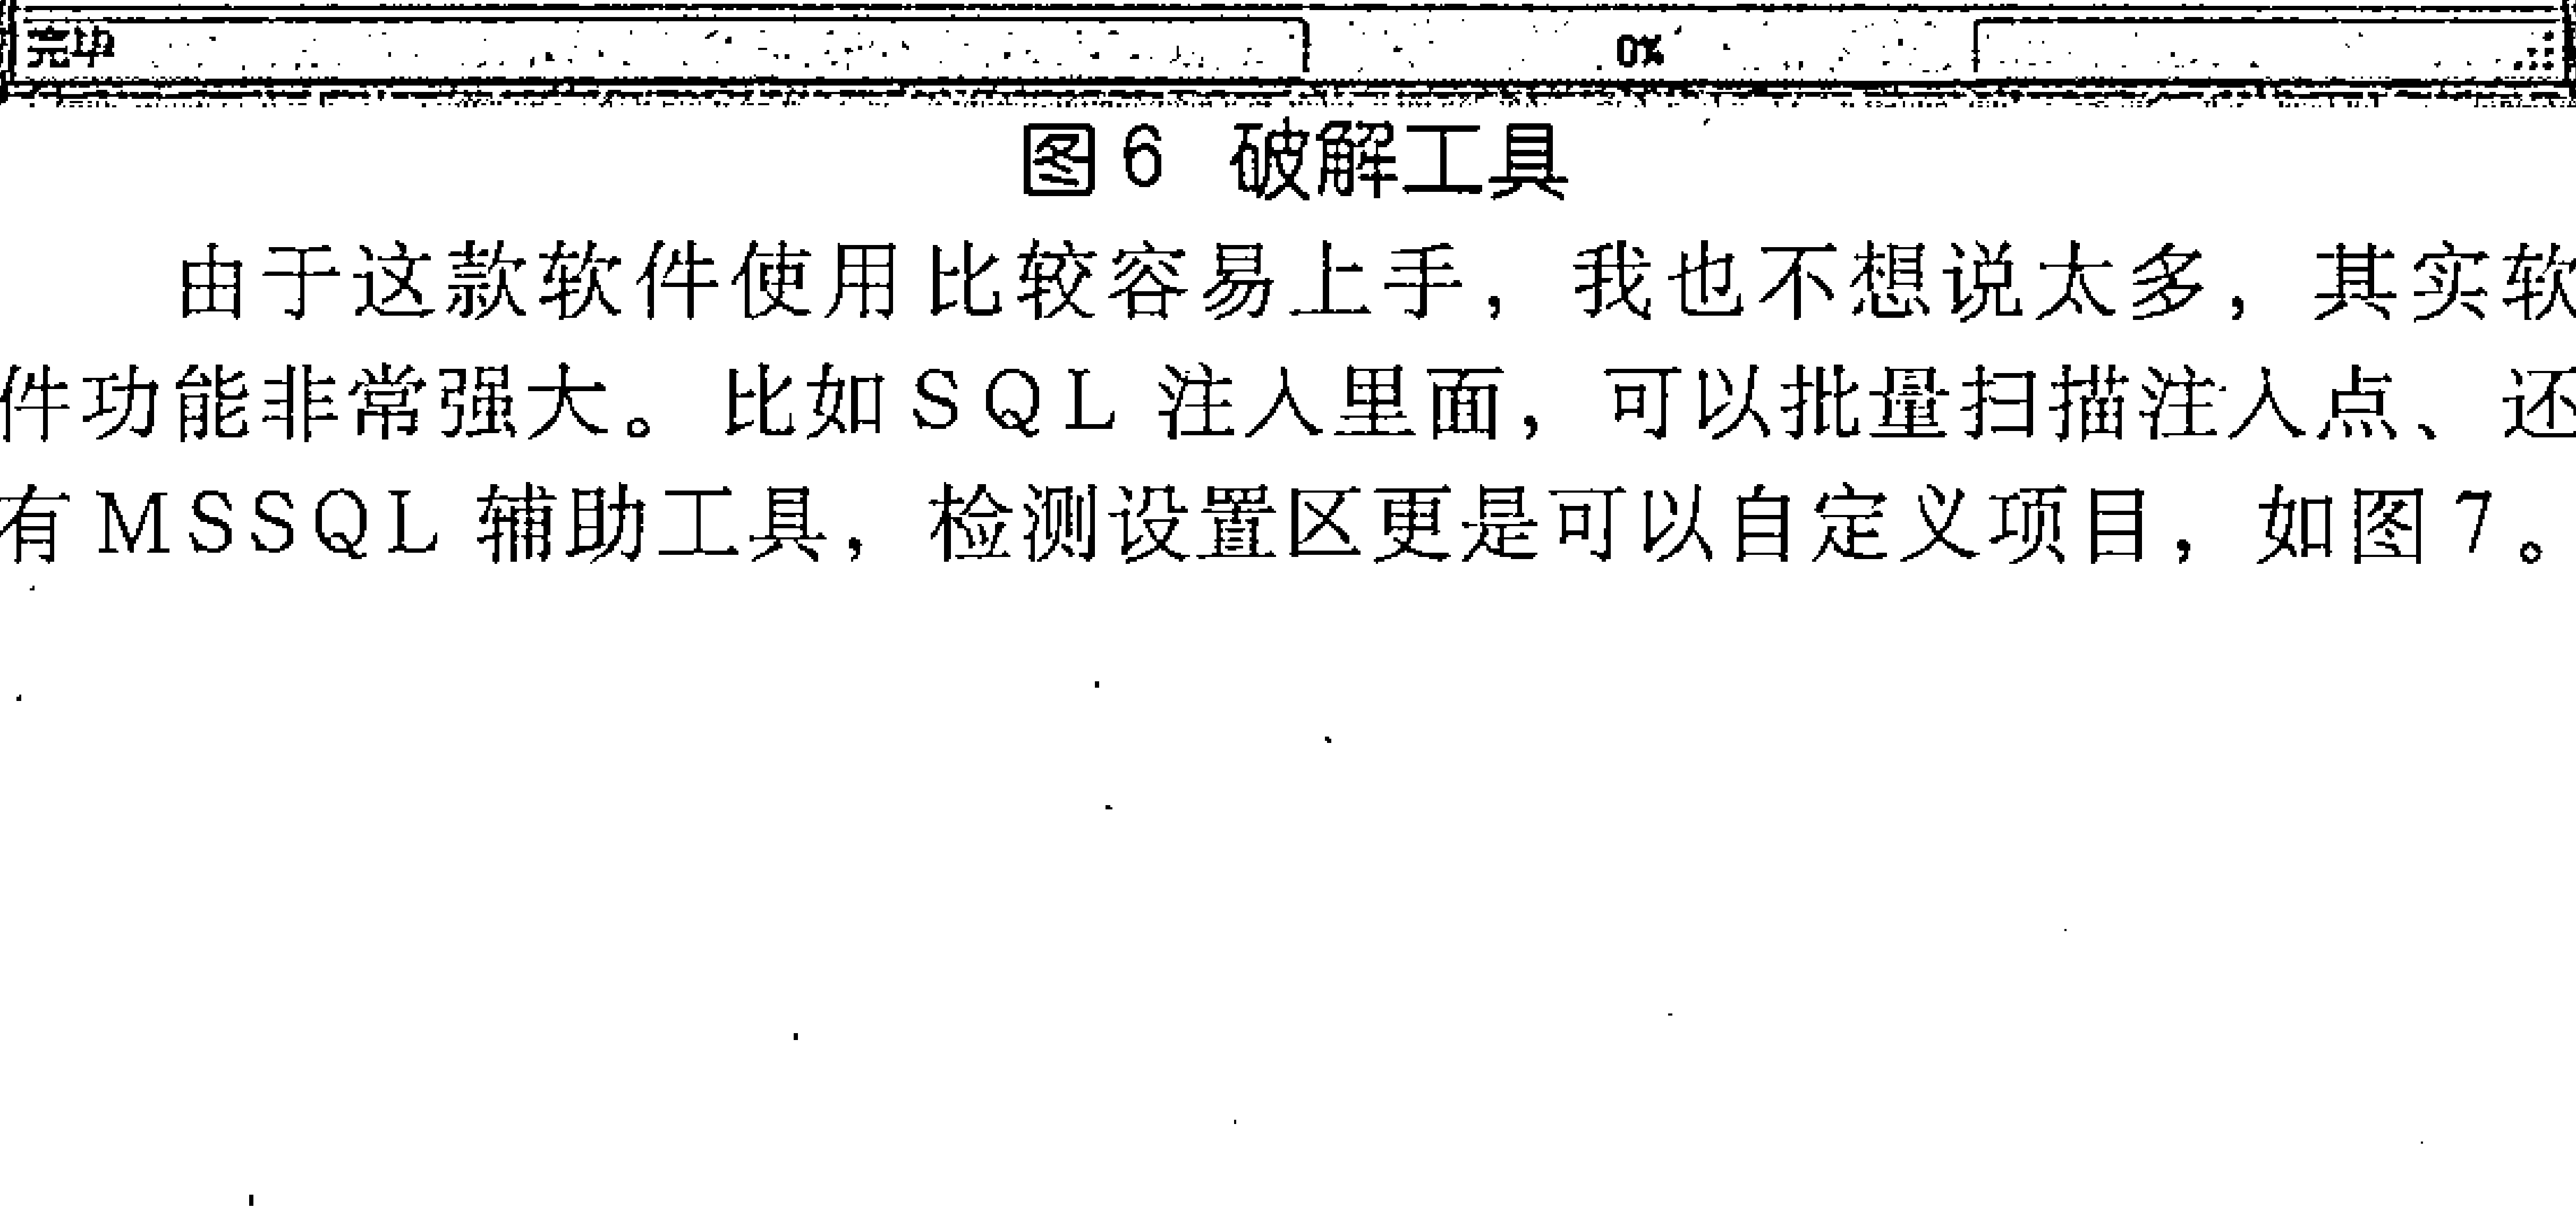 完毕 0%
图6 破解工具
由于这款软件使用比较容易上手，我也不想说太多，其实软
件功能非常强大。比如SQL 注入里面，可以批量扫描注入点、还
有MSSQL 辅助工具，检测设置区更是可以自定义项目，如图7。